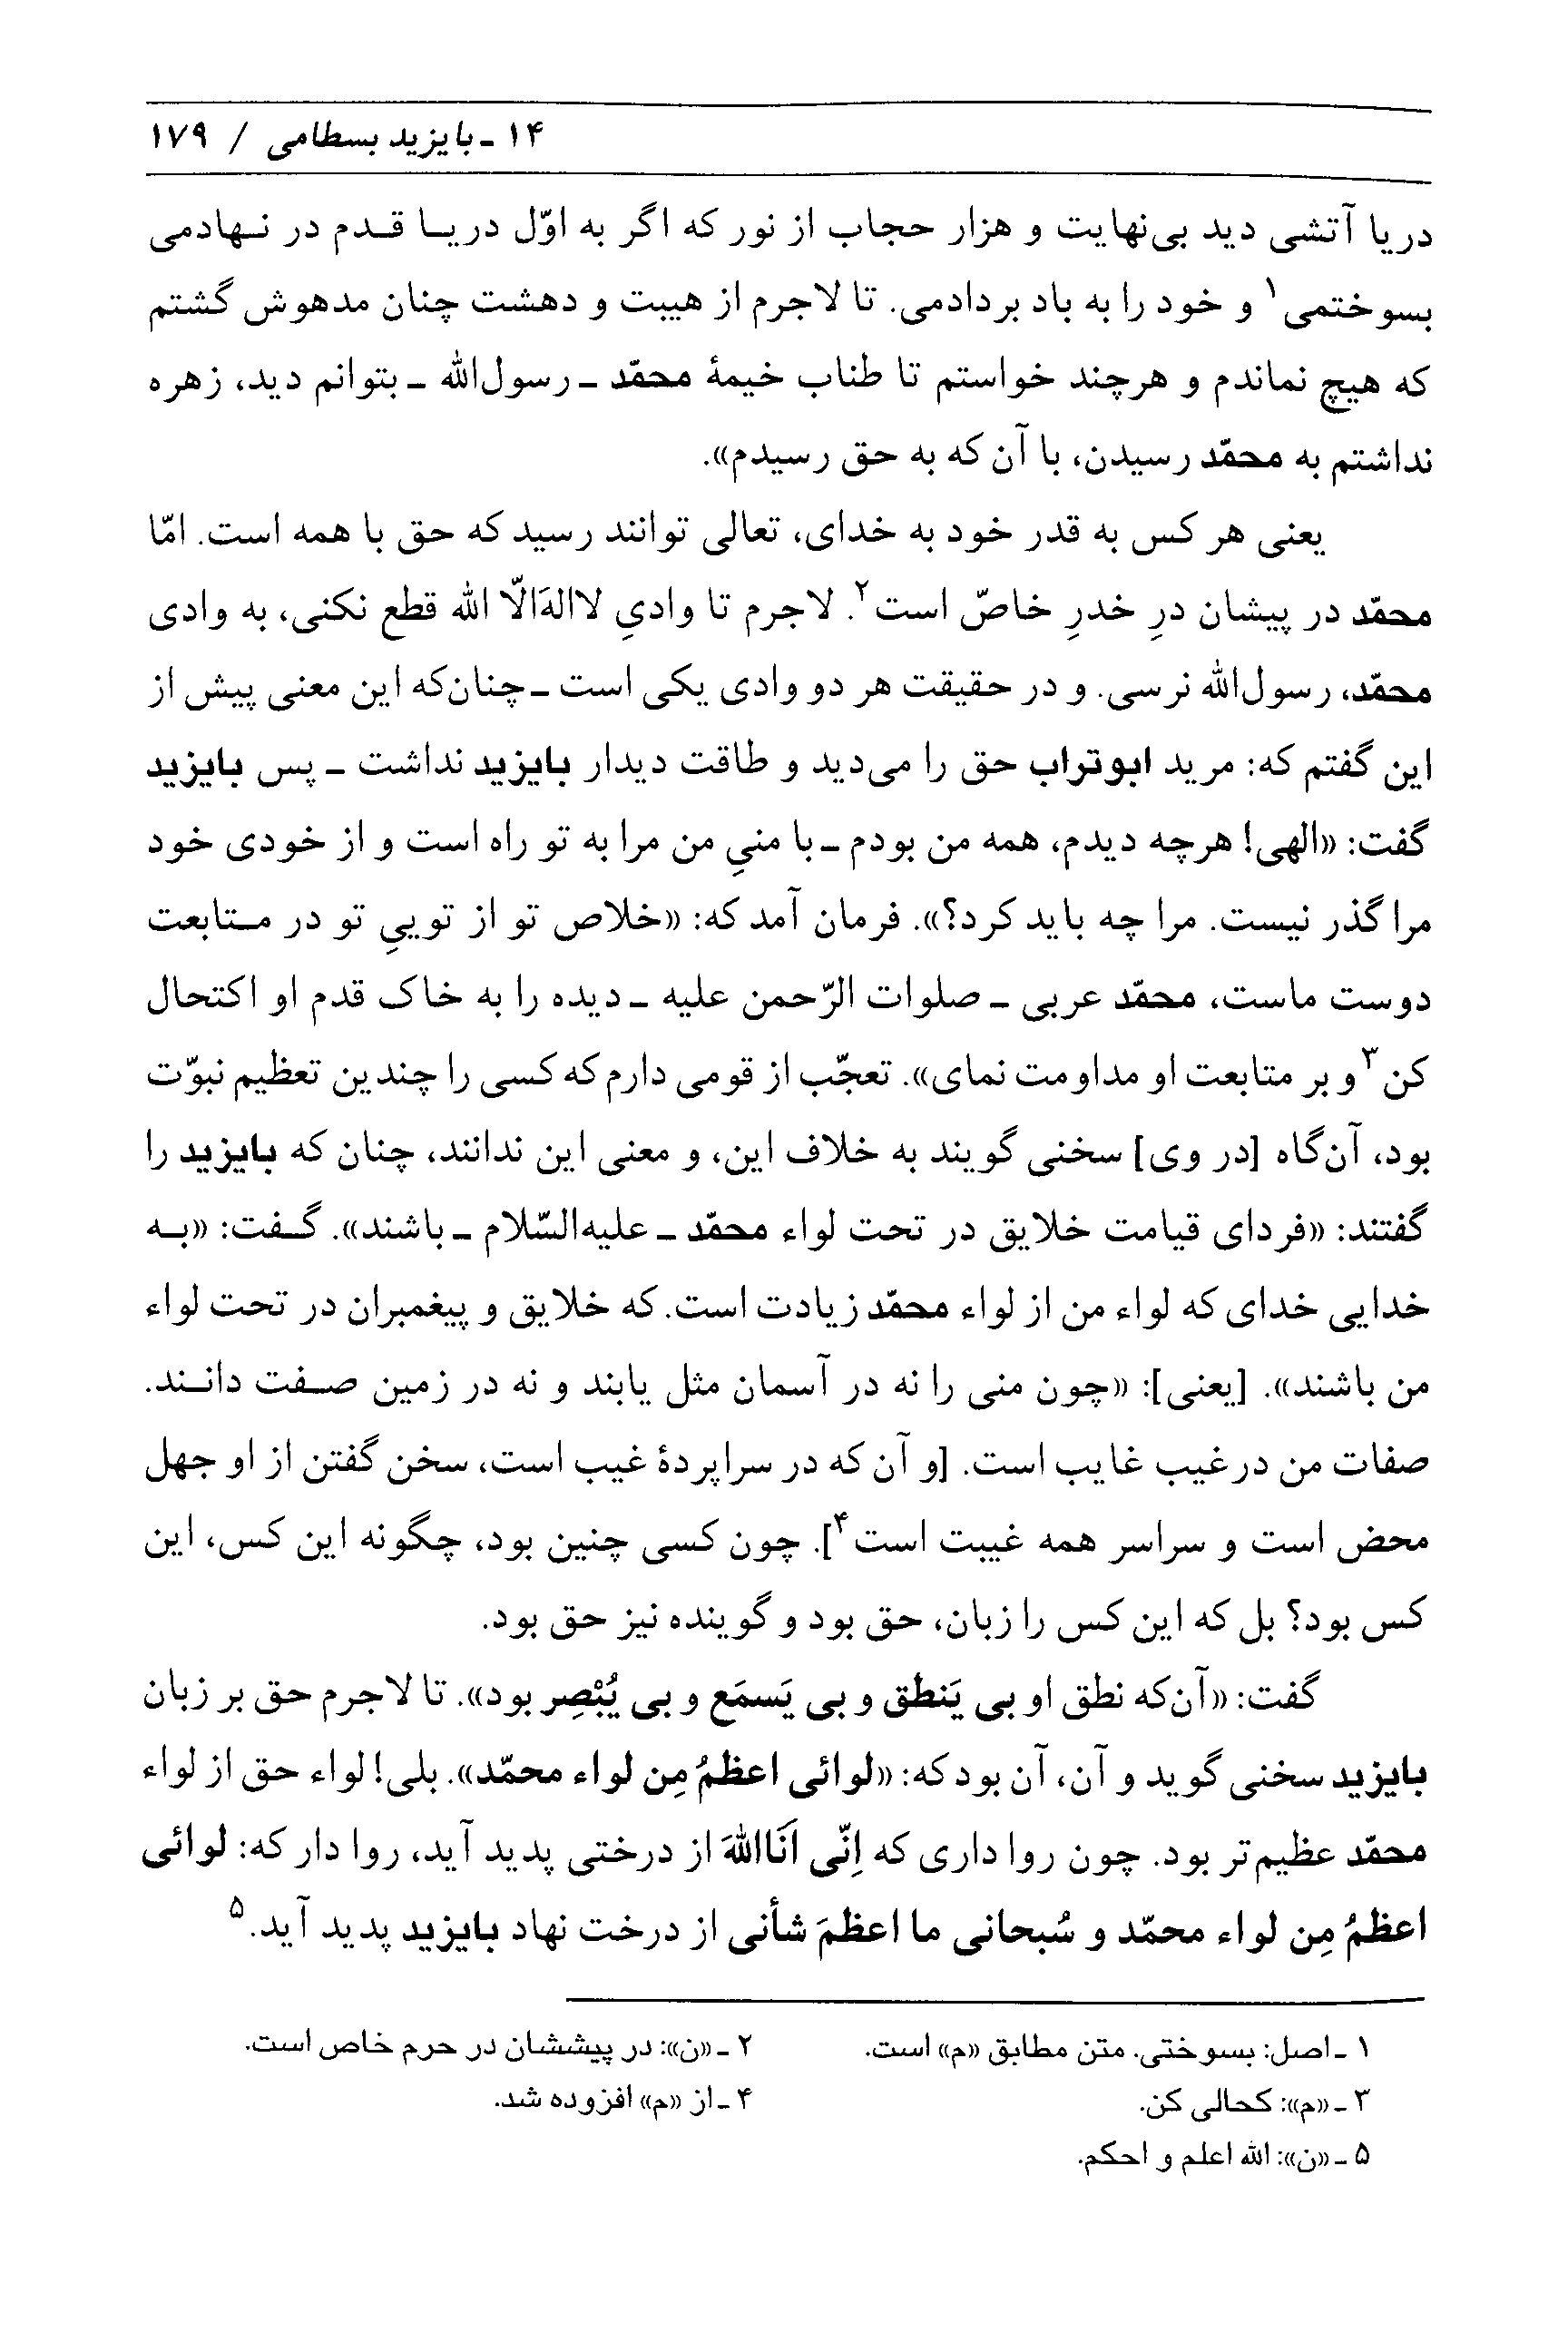 ۱۴ ـ بایزید بسطامی / ۱۷۹
دریا آتشی دید بی‌نهایت و هزار حجاب از نور که اگر به اوّل دریا قدم در نهادمی
بسوختمی۱ و خود را به باد بردادمی. تا لاجرم از هیبت و دهشت چنان مدهوش گشتم
که هیچ نماندم و هرچند خواستم تا طناب خیمهٔ محمّد ـ رسول‌الله ـ بتوانم دید، زهره
نداشتم به محمّد رسیدن، با آن که به حق رسیدم».
یعنی هر کس به قدر خود به خدای، تعالی توانند رسید که حق با همه است. امّا
محمّد در پیشان درِ خدرِ خاصّ است۲. لاجرم تا وادیِ لااله‌َالّا الله قطع نکنی، به وادی
محمّد، رسول‌الله نرسی. و در حقیقت هر دو وادی یکی است ـ چنان‌که این معنی پیش از
این گفتم که: مرید ابوتراب حق را می‌دید و طاقت دیدار بایزید نداشت ـ پس بایزید
گفت: «الهی! هرچه دیدم، همه من بودم ـ با منیِ من مرا به تو راه است و از خودی خود
مرا گذر نیست. مرا چه باید کرد؟». فرمان آمد که: «خلاص تو از توییِ تو در متابعت
دوست ماست، محمّد عربی ـ صلوات الرّحمن علیه ـ دیده را به خاک قدم او اکتحال
کن۳ و بر متابعت او مداومت نمای». تعجّب از قومی دارم که کسی را چندین تعظیم نبوّت
بود، آن‌گاه [در وی] سخنی گویند به خلاف این، و معنی این ندانند، چنان که بایزید را
گفتند: «فردای قیامت خلایق در تحت لواء محمّد ـ علیه‌السّلام ـ باشند». گفت: «به
خدایی خدای که لواء من از لواء محمّد زیادت است. که خلایق و پیغمبران در تحت لواء
من باشند». [یعنی]: «چون منی را نه در آسمان مثل یابند و نه در زمین صفت دانند.
صفات من در غیب غایب است. [و آن که در سراپردهٔ غیب است، سخن گفتن از او جهل
محض است و سراسر همه غیبت است۴]. چون کسی چنین بود، چگونه این کس، این
کس بود؟ بل که این کس را زبان، حق بود و گوینده نیز حق بود.
گفت: «آن‌که نطق او بی یَنطق و بی یَسمَع و بی یُبْصِر بود». تا لاجرم حق بر زبان
بایزید سخنی گوید و آن، آن بود که: «لوائی اعظمُ مِن لواء محمّد». بلی! لواء حق از لواء
محمّد عظیم‌تر بود. چون روا داری که اِنّی اَنَااللهَ از درختی پدید آید، روا دار که: لوائی
اعظمُ مِن لواء محمّد و سُبحانی ما اعظمَ شأنی از درخت نهاد بایزید پدید آید.۵
۱ ـ اصل: بسوختی. متن مطابق «م» است.
۲ ـ «ن»: در پیششان در حرم خاص است.
۳ ـ «م»: کحالی کن.
۴ ـ از «م» افزوده شد.
۵ ـ «ن»: الله اعلم و احکم.